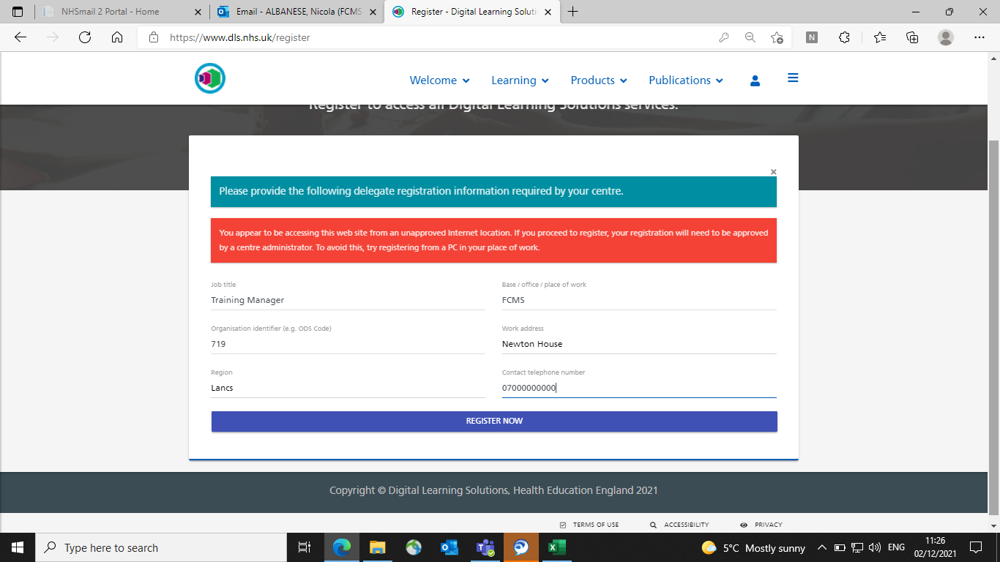 NHSmail 2 Portal - Home
Email - ALBANESE, Nicola (FCMS
Register - Digital Learning Soluti
https://www.dls.nhs.uk/register
N
Welcome
Learning
Products
Publications
Register to access all Digital Learning Solutions services.
×
Please provide the following delegate registration information required by your centre.
You appear to be accessing this web site from an unapproved Internet location. If you proceed to register, your registration will need to be approved
by a centre administrator. To avoid this, try registering from a PC in your place of work.
Job title
Base / office / place of work
Training Manager
FCMS
Organisation identifier (e.g. ODS Code)
Work address
719
Newton House
Region
Contact telephone number
Lancs
07000000000
REGISTER NOW
Copyright © Digital Learning Solutions, Health Education England 2021
TERMS OF USE
ACCESSIBILITY
PRIVACY
Type here to search
5°C Mostly sunny
ENG
11:26
02/12/2021